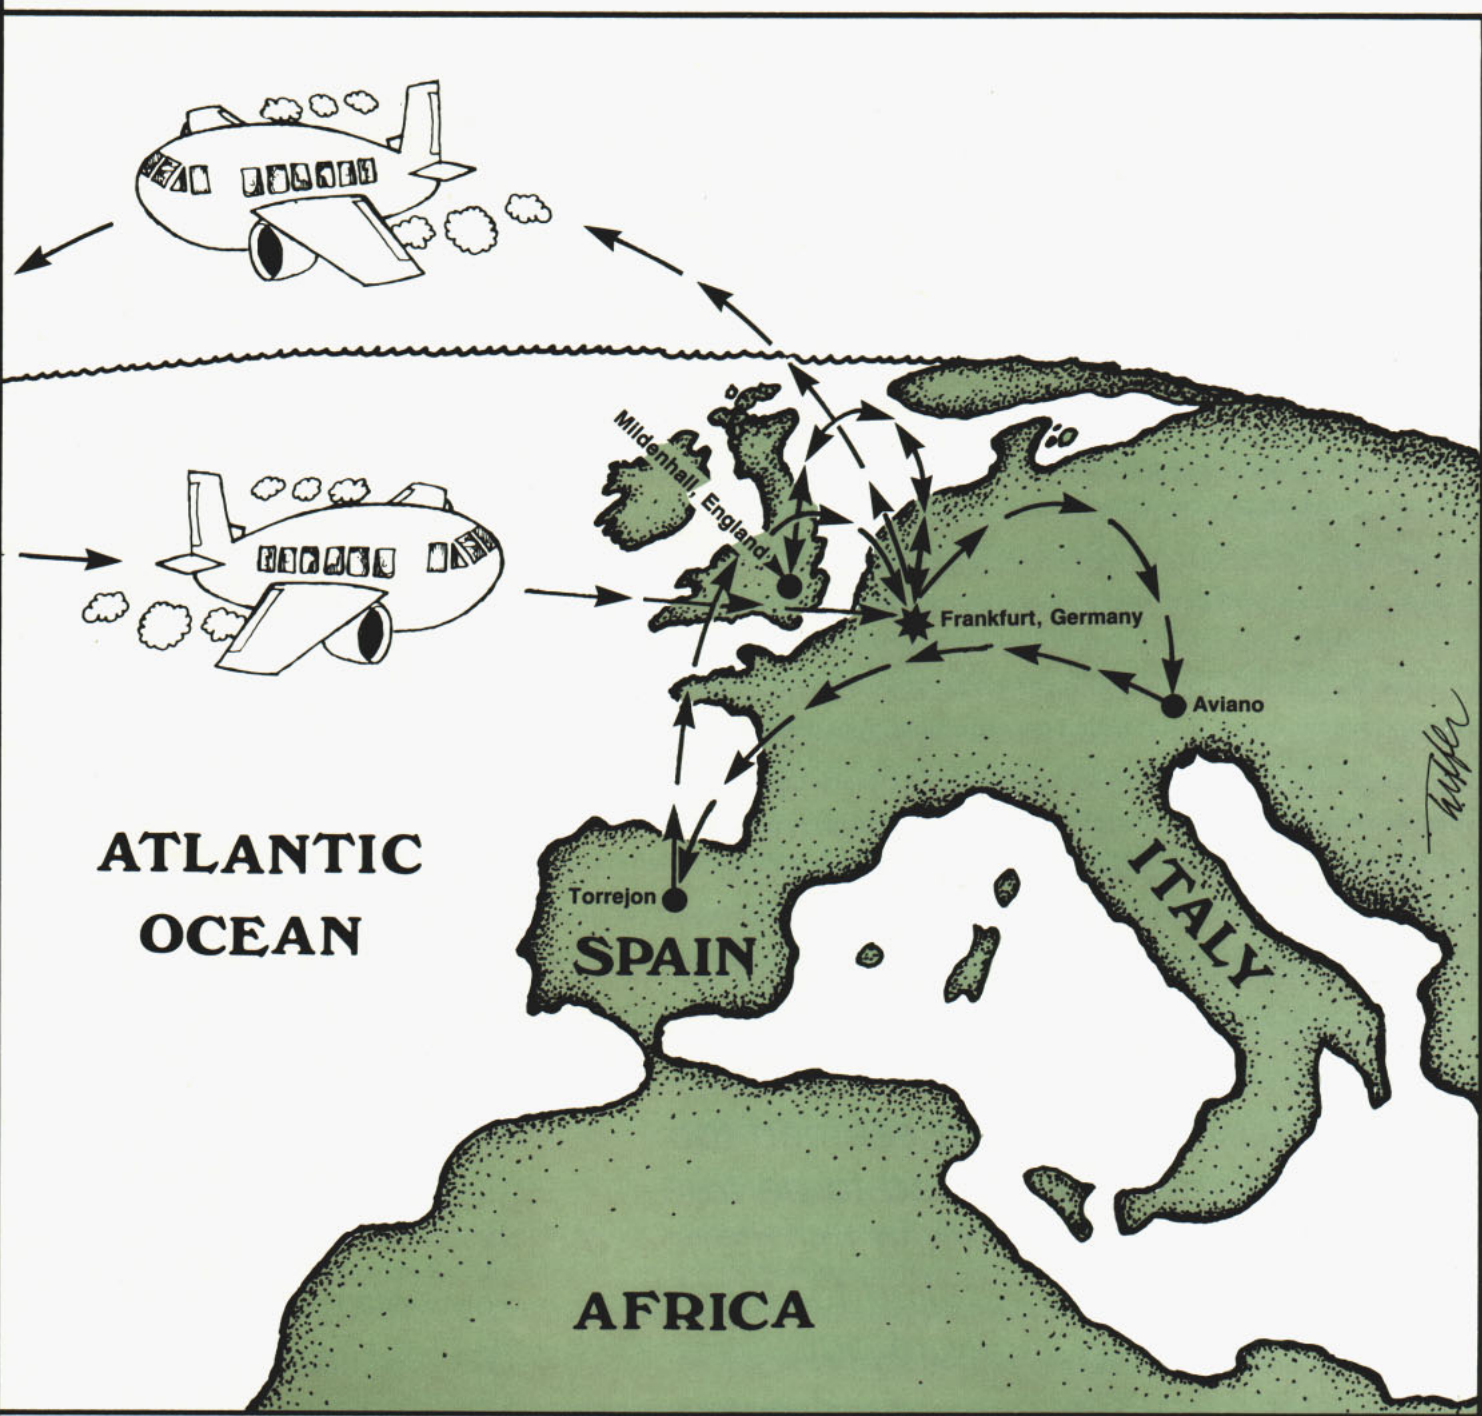 Mildenhall, England
Frankfurt, Germany
Aviano
ATLANTIC
OCEAN
Torrejon
SPAIN
ITALY
AFRICA